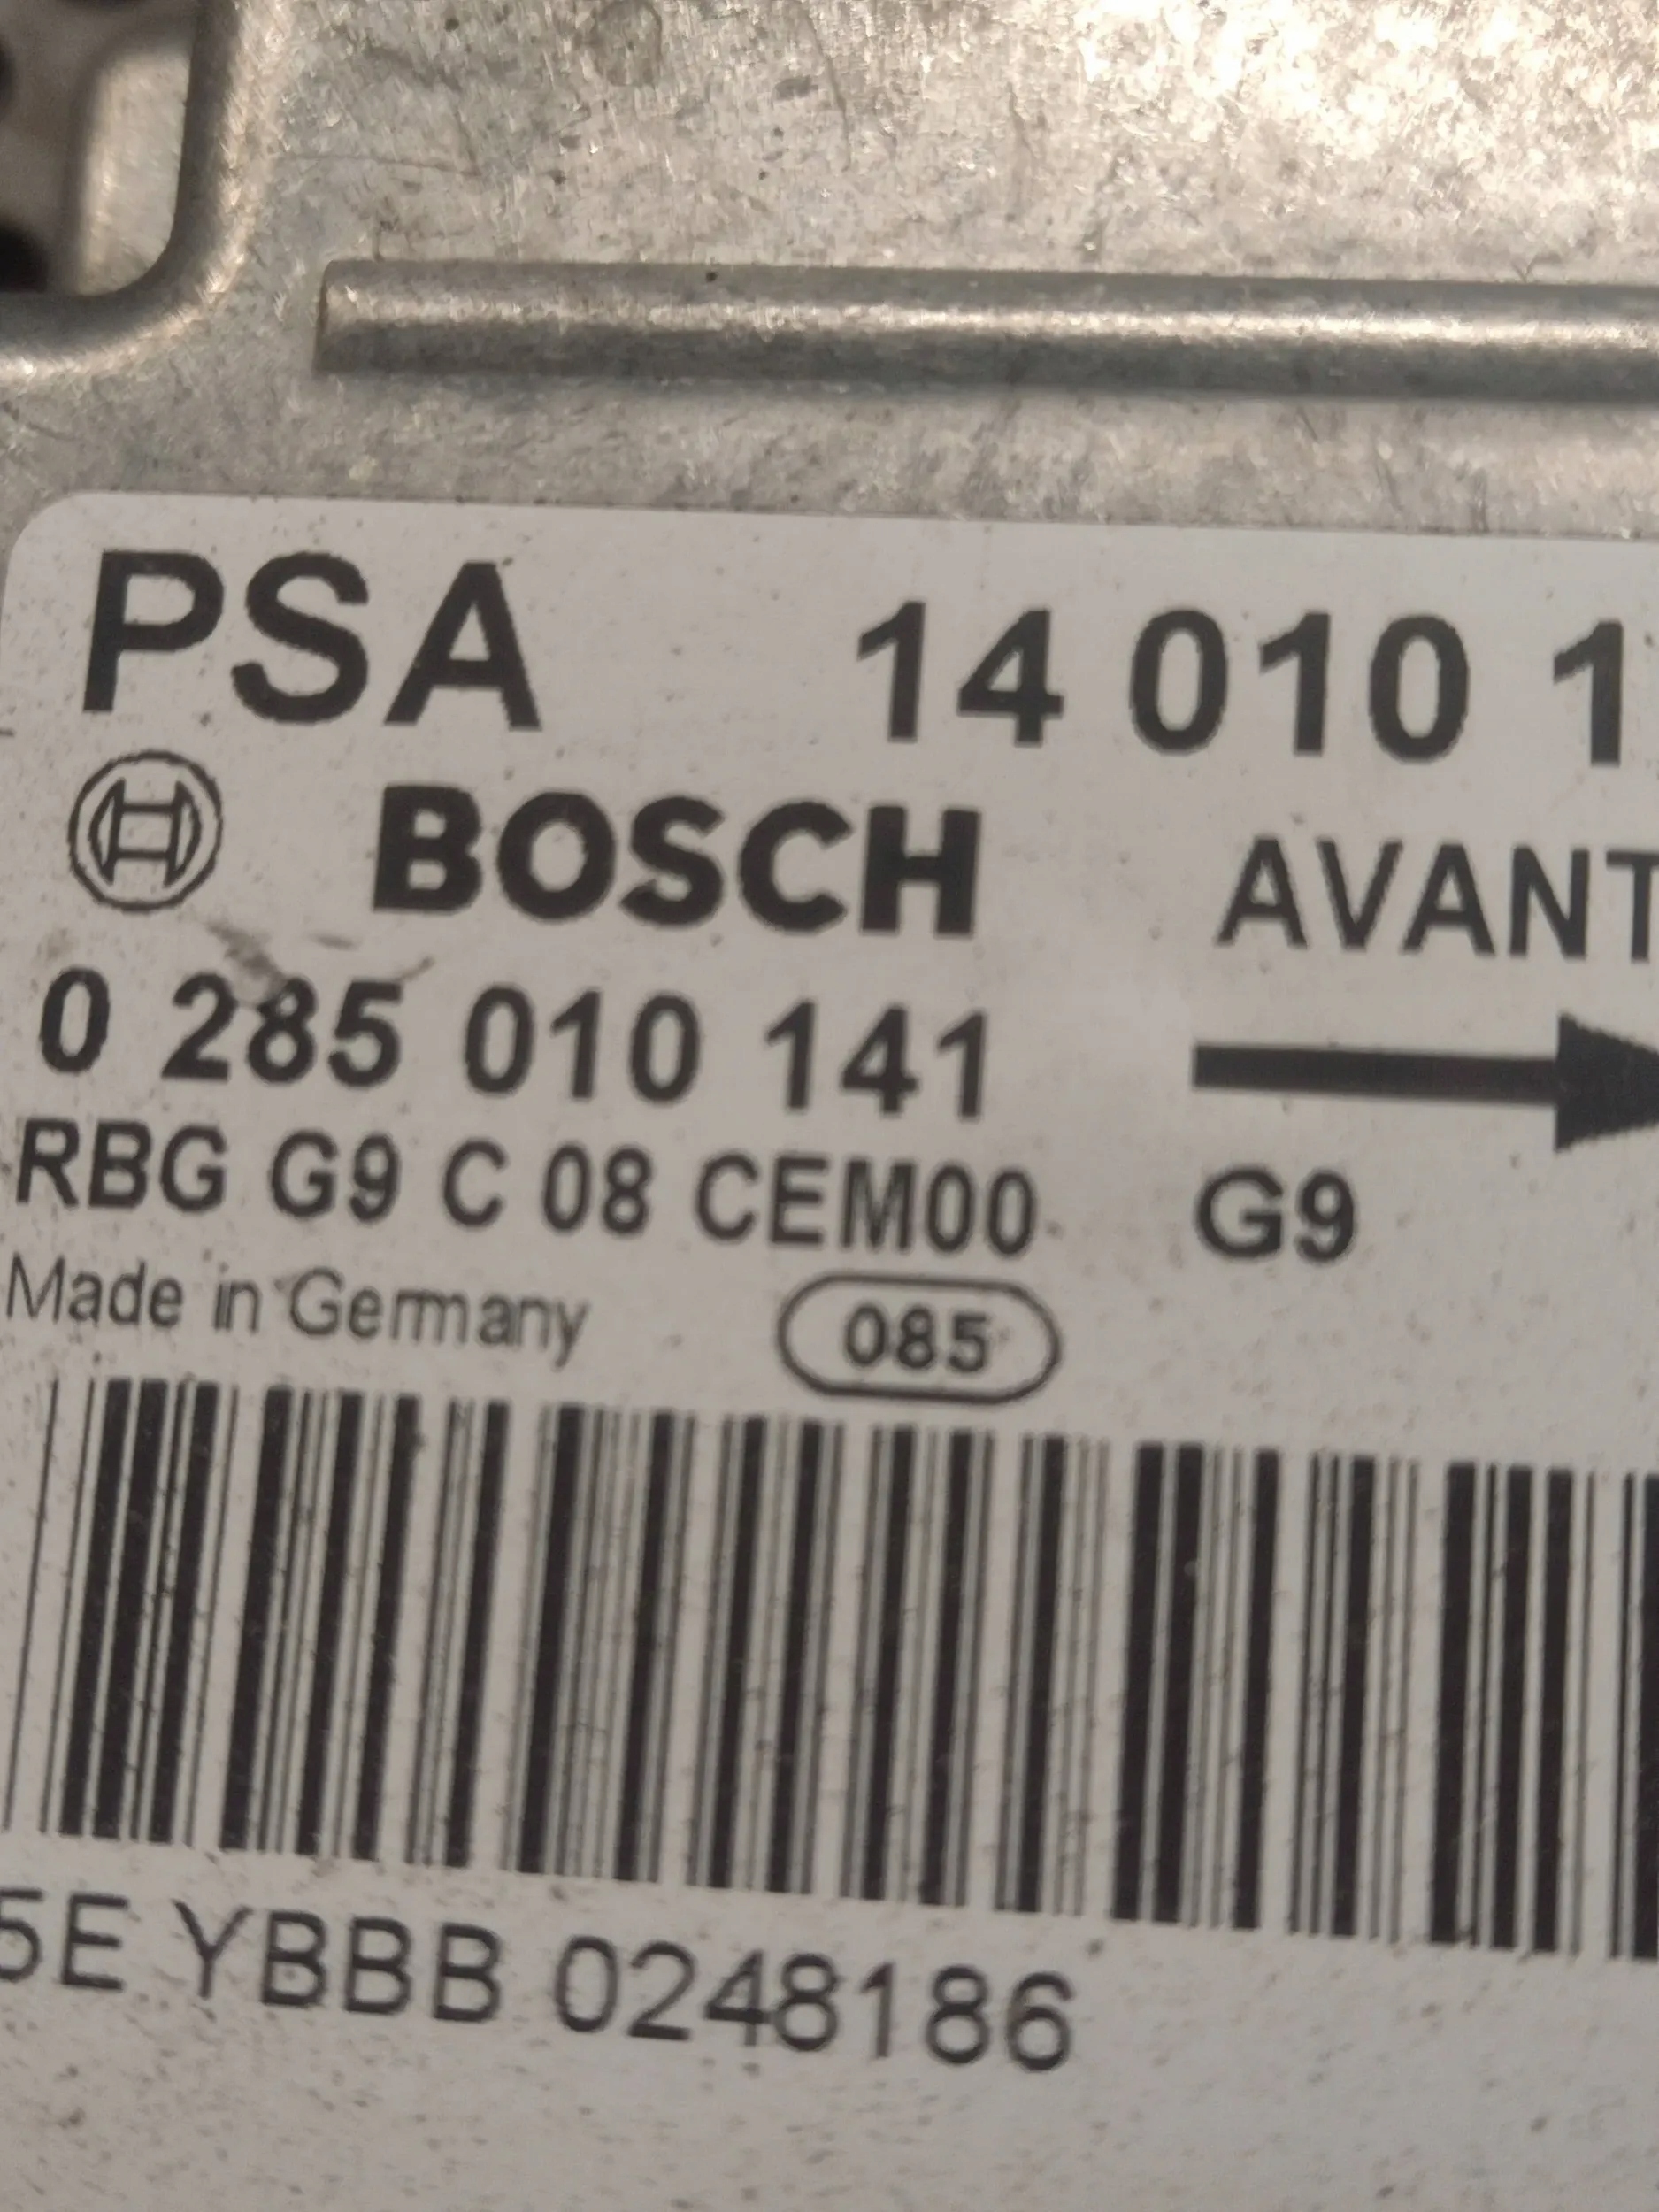 PSA 14 010 1
BOSCH AVANT
0 285 010 141
RBG G9 C 08 CEM00 G9
Made in Germany 085
5E YBBB 0248186